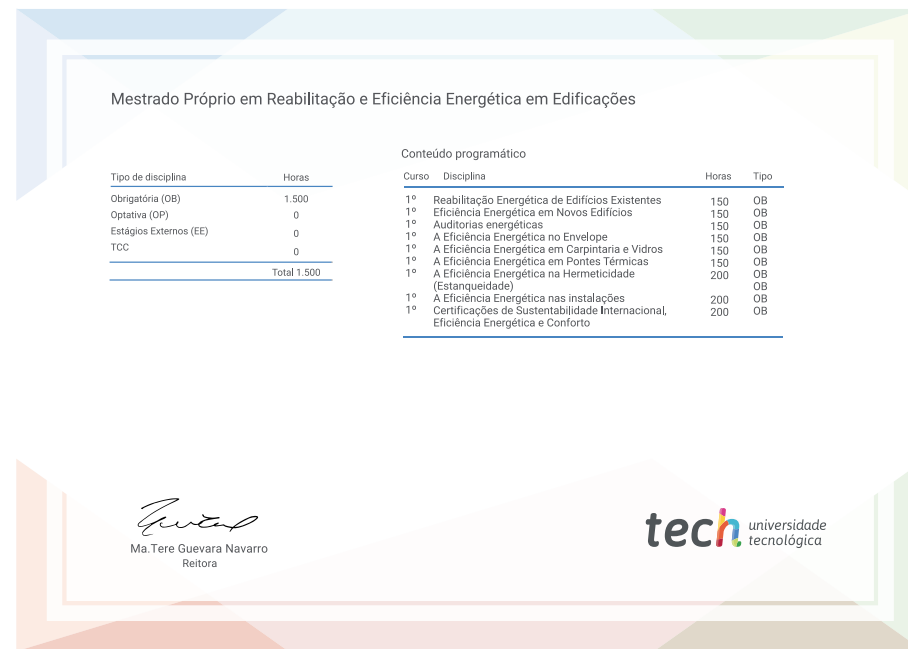 Mestrado Próprio em Reabilitação e Eficiência Energética em Edificações
Tipo de disciplina Horas
Obrigatória (OB) 1.500
Optativa (OP) 0
Estágios Externos (EE) 0
TCC 0
Total 1.500
Conteúdo programático
Curso Disciplina Horas Tipo
1º Reabilitação Energética de Edifícios Existentes 150 OB
1º Eficiência Energética em Novos Edifícios 150 OB
1º Auditorias energéticas 150 OB
1º A Eficiência Energética no Envelope 150 OB
1º A Eficiência Energética em Carpintaria e Vidros 150 OB
1º A Eficiência Energética em Pontes Térmicas 150 OB
1º A Eficiência Energética na Hermeticidade 200 OB
(Estanqueidade) OB
1º A Eficiência Energética nas instalações 200 OB
1º Certificações de Sustentabilidade Internacional, 200 OB
Eficiência Energética e Conforto
Ma.Tere Guevara Navarro
Reitora
tech universidade
tecnológica